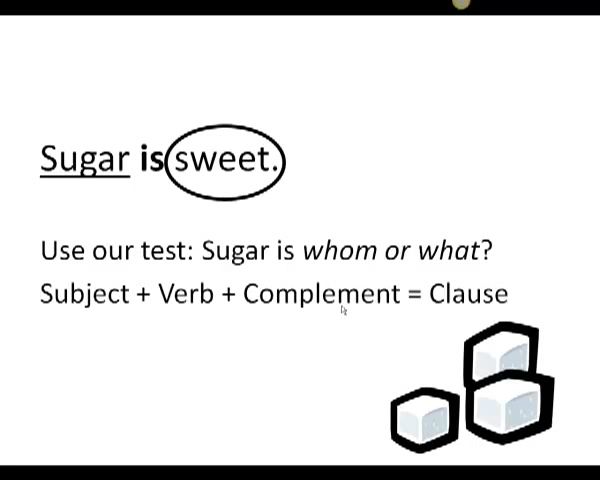 Sugar is sweet.
Use our test: Sugar is whom or what?
Subject + Verb + Complement = Clause